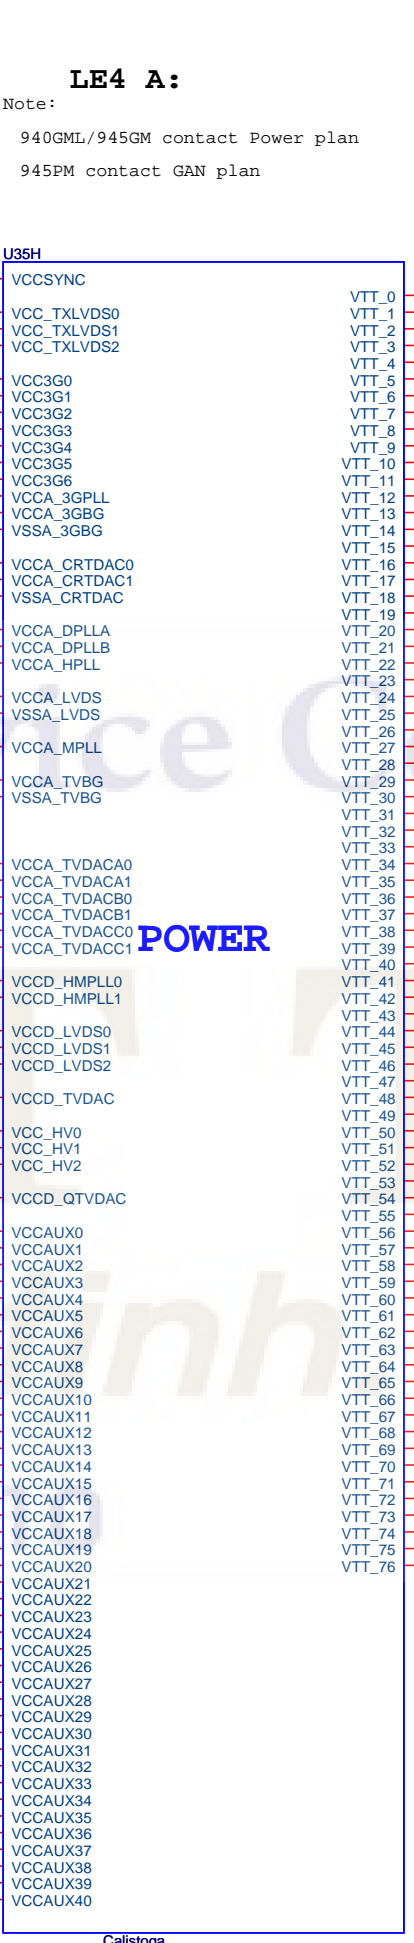 LE4 A:
Note:
940GML/945GM contact Power plan
945PM contact GAN plan
U35H
VCCSYNC
VCC_TXLVDS0
VCC_TXLVDS1
VCC_TXLVDS2
VCC3G0
VCC3G1
VCC3G2
VCC3G3
VCC3G4
VCC3G5
VCC3G6
VCCA_3GPLL
VCCA_3GBG
VSSA_3GBG
VCCA_CRTDAC0
VCCA_CRTDAC1
VSSA_CRTDAC
VCCA_DPLLA
VCCA_DPLLB
VCCA_HPLL
VCCA_LVDS
VSSA_LVDS
VCCA_MPLL
VCCA_TVBG
VSSA_TVBG
VCCA_TVDACA0
VCCA_TVDACA1
VCCA_TVDACB0
VCCA_TVDACB1
VCCA_TVDACC0
VCCA_TVDACC1
VCCD_HMPLL0
VCCD_HMPLL1
VCCD_LVDS0
VCCD_LVDS1
VCCD_LVDS2
VCCD_TVDAC
VCC_HV0
VCC_HV1
VCC_HV2
VCCD_QTVDAC
VCCAUX0
VCCAUX1
VCCAUX2
VCCAUX3
VCCAUX4
VCCAUX5
VCCAUX6
VCCAUX7
VCCAUX8
VCCAUX9
VCCAUX10
VCCAUX11
VCCAUX12
VCCAUX13
VCCAUX14
VCCAUX15
VCCAUX16
VCCAUX17
VCCAUX18
VCCAUX19
VCCAUX20
VCCAUX21
VCCAUX22
VCCAUX23
VCCAUX24
VCCAUX25
VCCAUX26
VCCAUX27
VCCAUX28
VCCAUX29
VCCAUX30
VCCAUX31
VCCAUX32
VCCAUX33
VCCAUX34
VCCAUX35
VCCAUX36
VCCAUX37
VCCAUX38
VCCAUX39
VCCAUX40
POWER
VTT_0
VTT_1
VTT_2
VTT_3
VTT_4
VTT_5
VTT_6
VTT_7
VTT_8
VTT_9
VTT_10
VTT_11
VTT_12
VTT_13
VTT_14
VTT_15
VTT_16
VTT_17
VTT_18
VTT_19
VTT_20
VTT_21
VTT_22
VTT_23
VTT_24
VTT_25
VTT_26
VTT_27
VTT_28
VTT_29
VTT_30
VTT_31
VTT_32
VTT_33
VTT_34
VTT_35
VTT_36
VTT_37
VTT_38
VTT_39
VTT_40
VTT_41
VTT_42
VTT_43
VTT_44
VTT_45
VTT_46
VTT_47
VTT_48
VTT_49
VTT_50
VTT_51
VTT_52
VTT_53
VTT_54
VTT_55
VTT_56
VTT_57
VTT_58
VTT_59
VTT_60
VTT_61
VTT_62
VTT_63
VTT_64
VTT_65
VTT_66
VTT_67
VTT_68
VTT_69
VTT_70
VTT_71
VTT_72
VTT_73
VTT_74
VTT_75
VTT_76
Calistoga